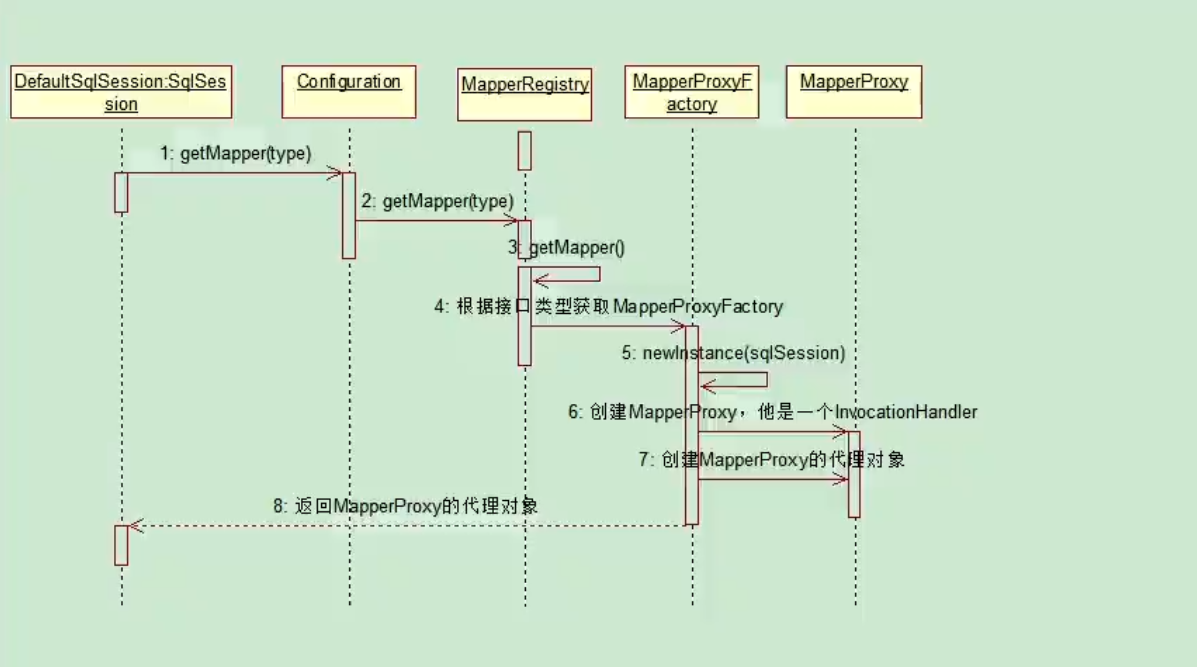 DefaultSqlSession:SqlSes
sion
Configuration
MapperRegistry
MapperProxyF
actory
MapperProxy
1: getMapper(type)
2: getMapper(type)
3: getMapper()
4: 根据接口类型获取MapperProxyFactory
5: newInstance(sqlSession)
6: 创建MapperProxy，他是一个InvocationHandler
7: 创建MapperProxy的代理对象
8: 返回MapperProxy的代理对象